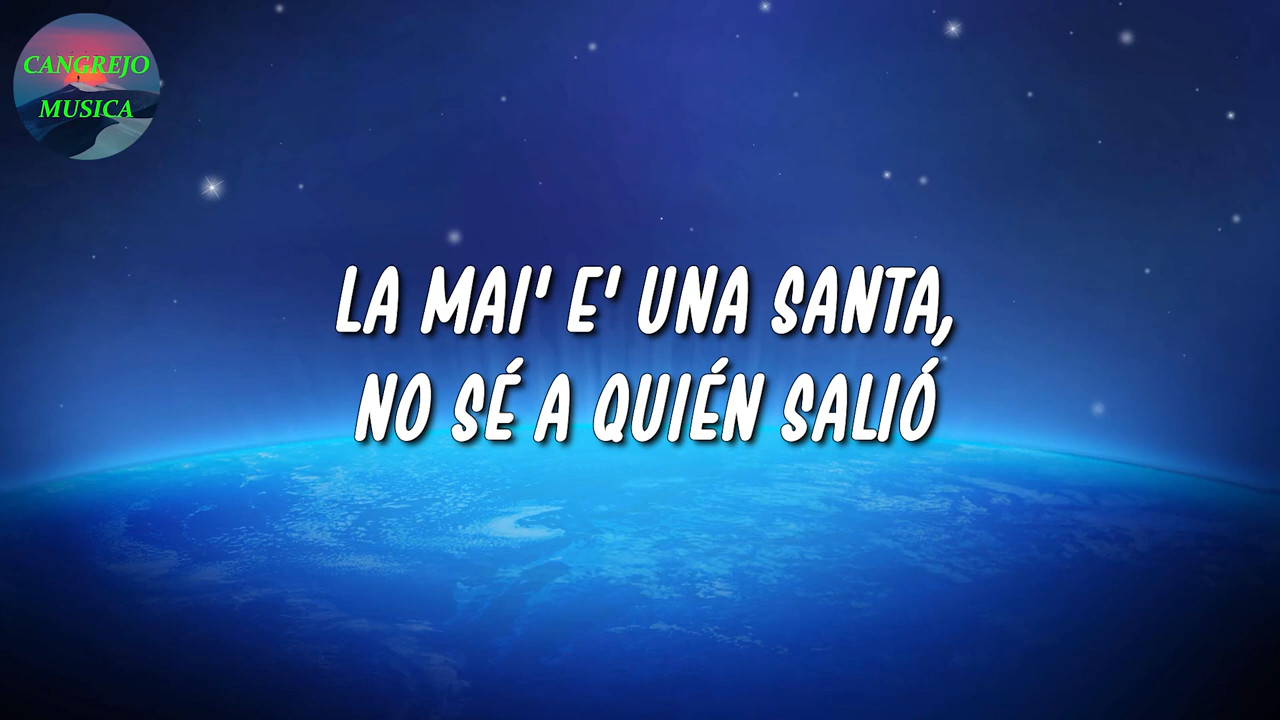 CANGREJO
MUSICA
LA MAI' E' UNA SANTA,
NO SÉ A QUIÉN SALIÓ